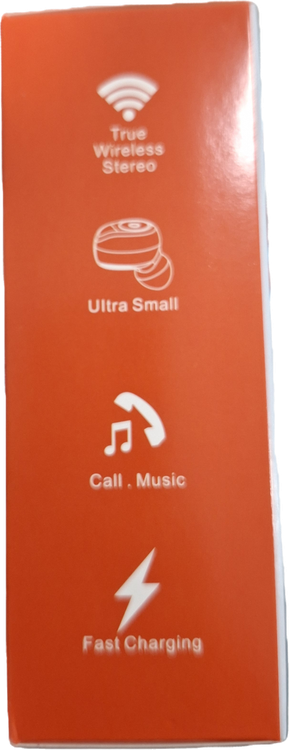 True
Wireless
Stereo
Ultra Small
Call . Music
Fast Charging